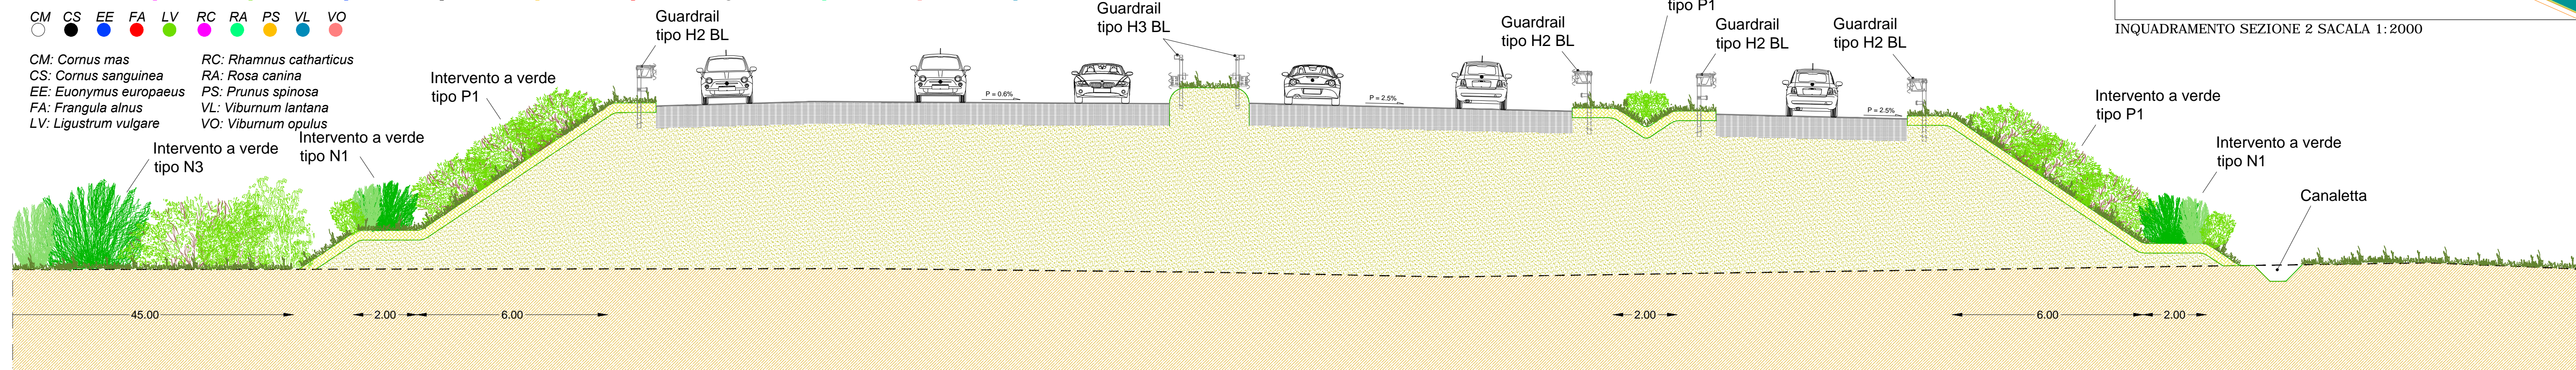 CM CS EE FA LV RC RA PS VL VO
CM: Cornus mas
CS: Cornus sanguinea
EE: Euonymus europaeus
FA: Frangula alnus
LV: Ligustrum vulgare
RC: Rhamnus catharticus
RA: Rosa canina
PS: Prunus spinosa
VL: Viburnum lantana
VO: Viburnum opulus
Intervento a verde
tipo N3
Intervento a verde
tipo N1
Intervento a verde
tipo P1
Guardrail
tipo H2 BL
P = 0.6%
Guardrail
tipo H3 BL
P = 2.5%
Guardrail
tipo H2 BL
tipo P1
Guardrail
tipo H2 BL
Guardrail
tipo H2 BL
P = 2.5%
Intervento a verde
tipo P1
Intervento a verde
tipo N1
Canaletta
INQUADRAMENTO SEZIONE 2 SACALA 1:2000
45.00
2.00
6.00
2.00
6.00
2.00